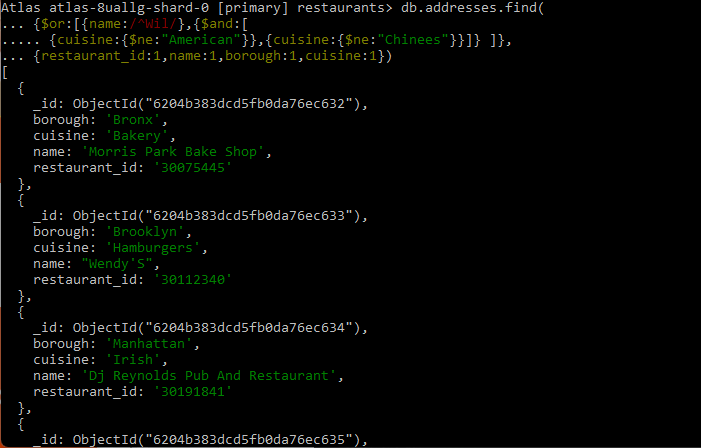 Atlas atlas-8uallg-shard-0 [primary] restaurants> db.addresses.find(
... {$or:[{name:/^Wil/},{$and:[
..... {cuisine:{$ne:"American"}},{cuisine:{$ne:"Chinees"}}]} ]},
... {restaurant_id:1,name:1,borough:1,cuisine:1})
[
  {
    _id: ObjectId("6204b383dcd5fb0da76ec632"),
    borough: 'Bronx',
    cuisine: 'Bakery',
    name: 'Morris Park Bake Shop',
    restaurant_id: '30075445'
  },
  {
    _id: ObjectId("6204b383dcd5fb0da76ec633"),
    borough: 'Brooklyn',
    cuisine: 'Hamburgers',
    name: "Wendy'S",
    restaurant_id: '30112340'
  },
  {
    _id: ObjectId("6204b383dcd5fb0da76ec634"),
    borough: 'Manhattan',
    cuisine: 'Irish',
    name: 'Dj Reynolds Pub And Restaurant',
    restaurant_id: '30191841'
  },
  {
    _id: ObjectId("6204b383dcd5fb0da76ec635"),